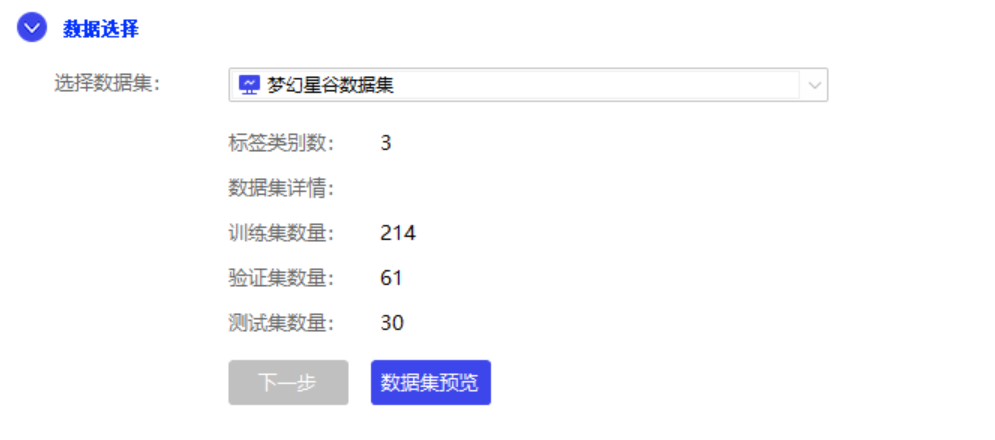 数据选择
选择数据集: 梦幻星谷数据集
标签类别数: 3
数据集详情:
训练集数量: 214
验证集数量: 61
测试集数量: 30
下一步 数据集预览